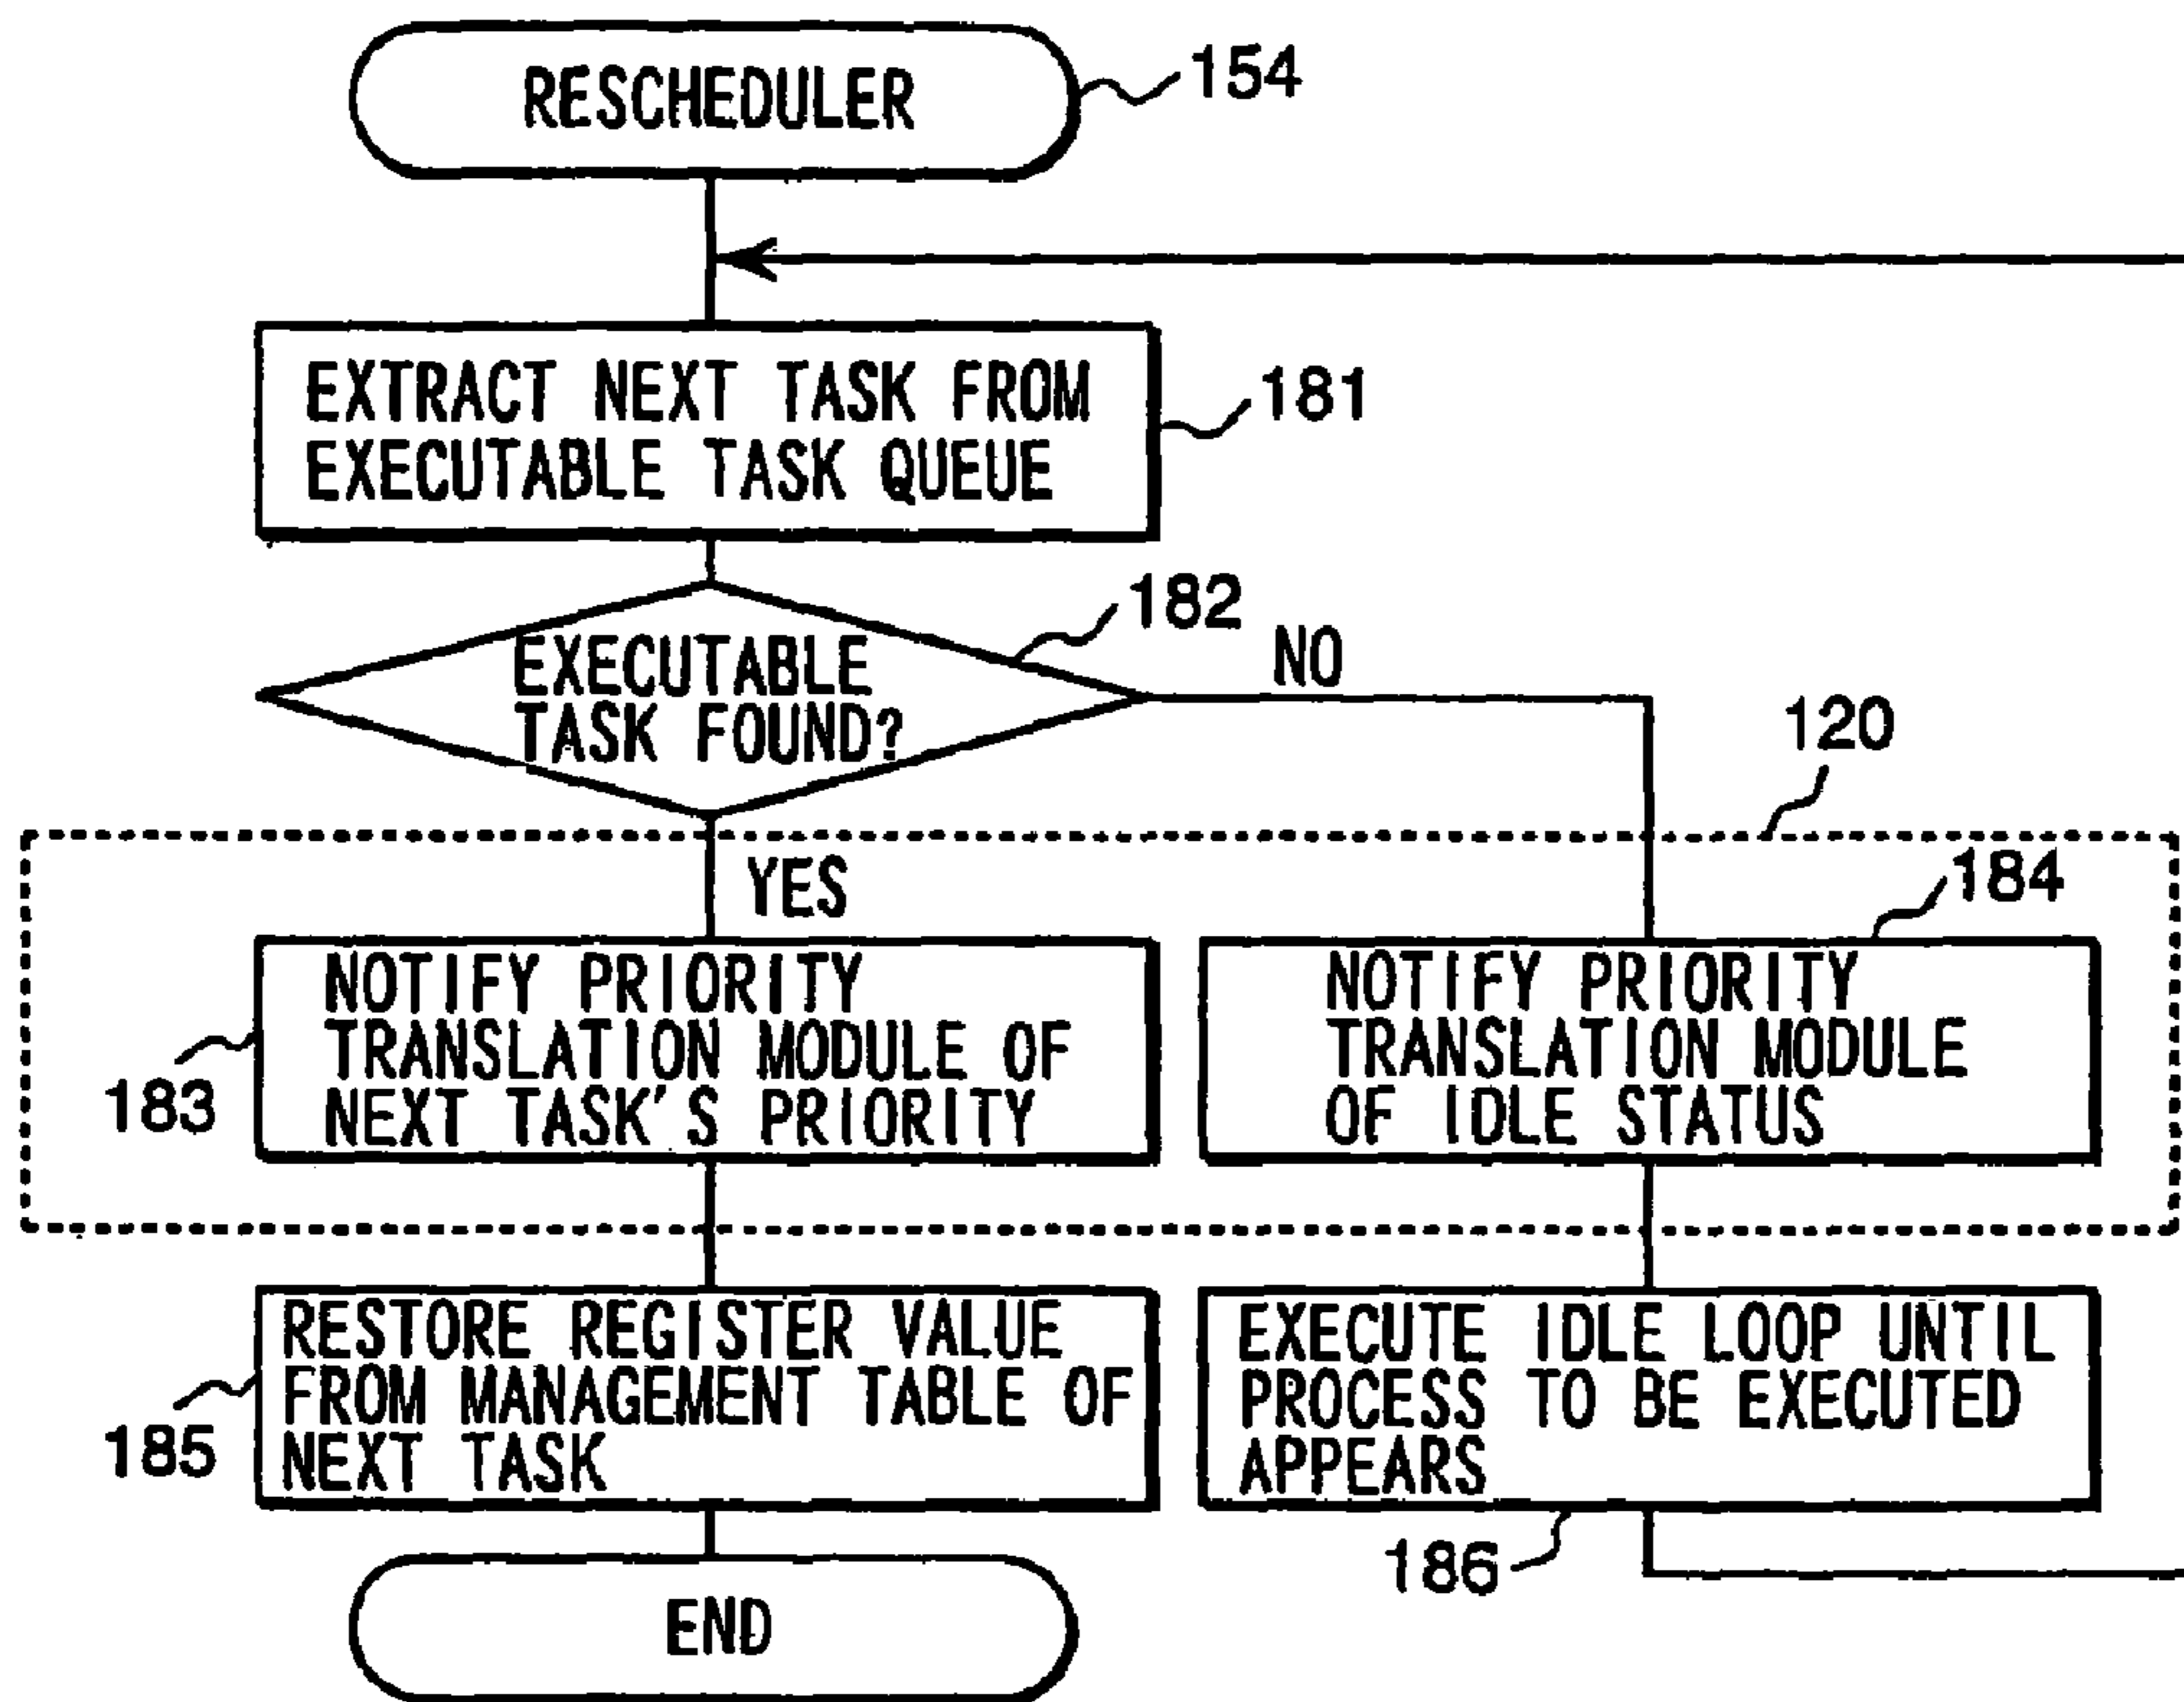 RESCHEDULER
154
EXTRACT NEXT TASK FROM
EXECUTABLE TASK QUEUE
181
182
EXECUTABLE
TASK FOUND?
NO
120
YES
184
NOTIFY PRIORITY
TRANSLATION MODULE OF
NEXT TASK'S PRIORITY
183
NOTIFY PRIORITY
TRANSLATION MODULE
OF IDLE STATUS
RESTORE REGISTER VALUE
FROM MANAGEMENT TABLE OF
NEXT TASK
185
EXECUTE IDLE LOOP UNTIL
PROCESS TO BE EXECUTED
APPEARS
186
END